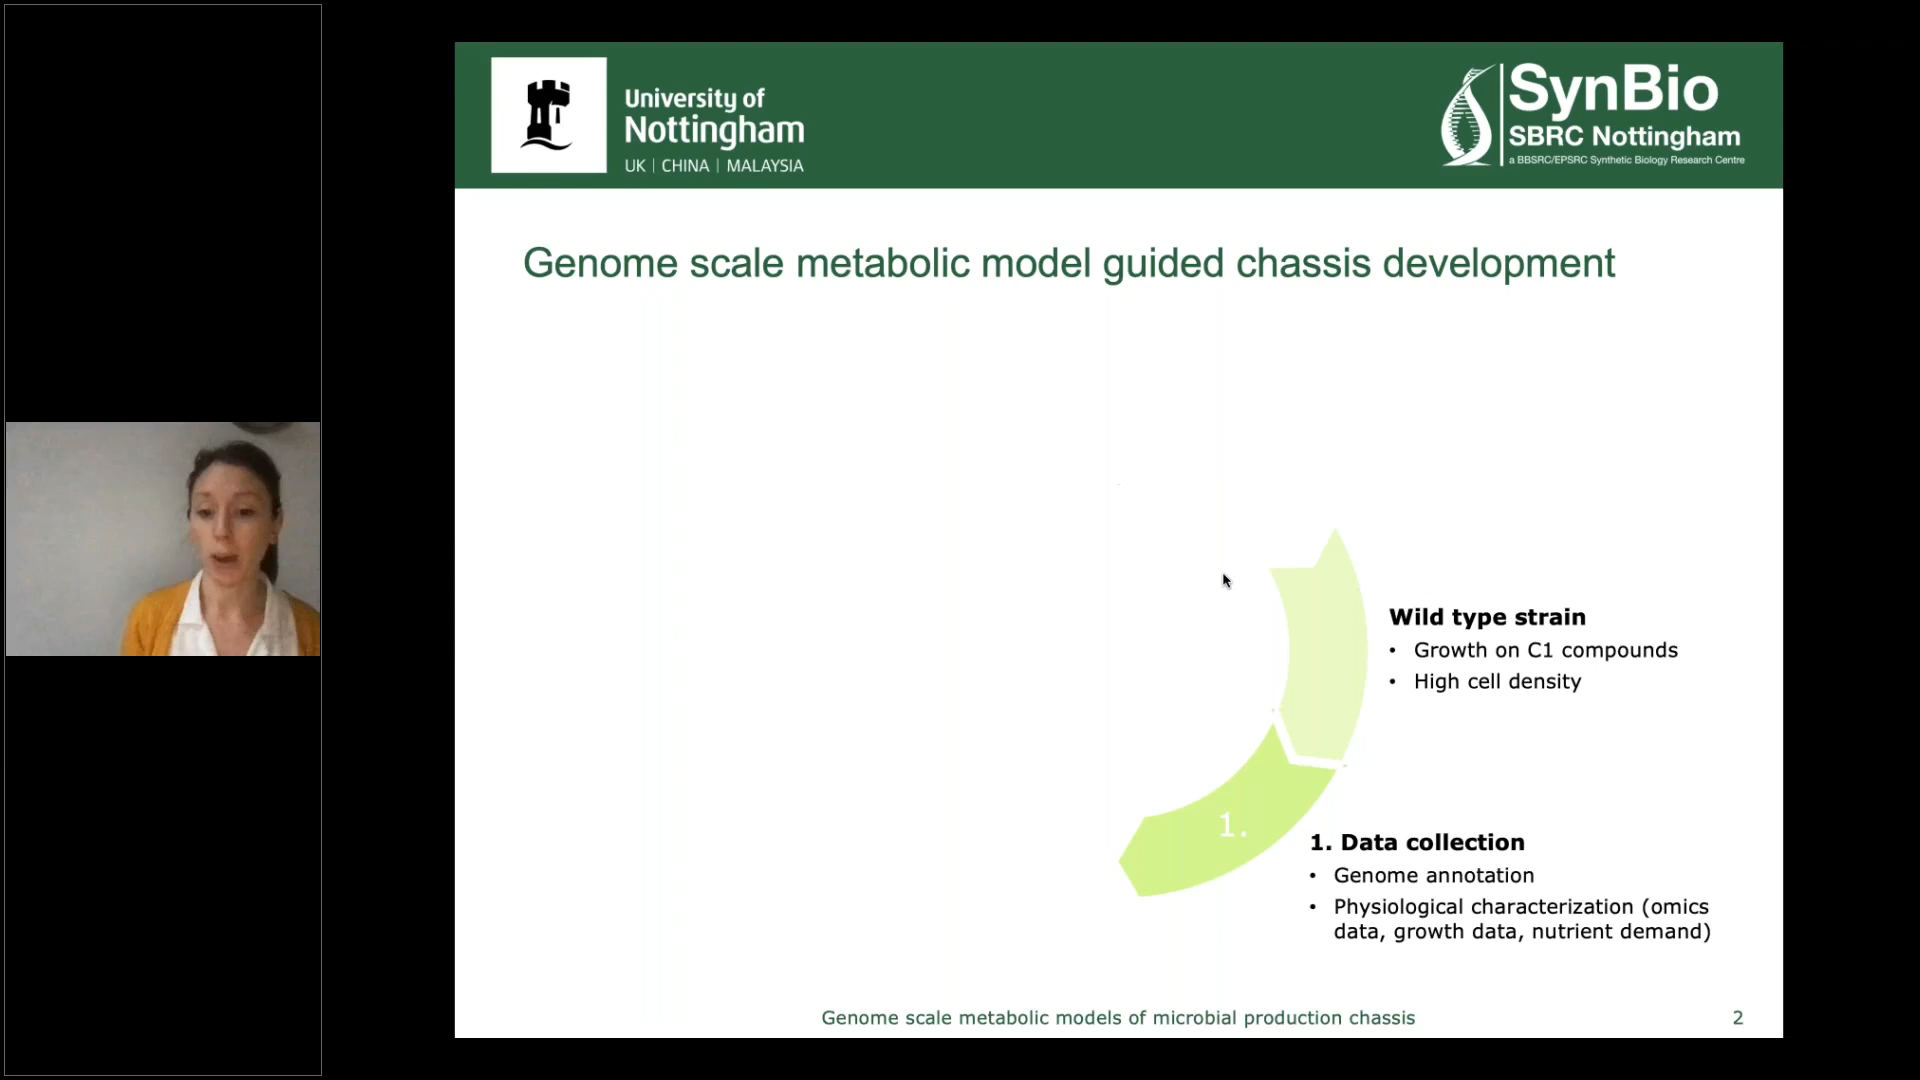 University of
Nottingham
UK | CHINA | MALAYSIA
SynBio
SBRC Nottingham
a BBSRC/EPSRC Synthetic Biology Research Centre
Genome scale metabolic model guided chassis development
Wild type strain
• Growth on C1 compounds
• High cell density
1.
1. Data collection
• Genome annotation
• Physiological characterization (omics
data, growth data, nutrient demand)
Genome scale metabolic models of microbial production chassis
2